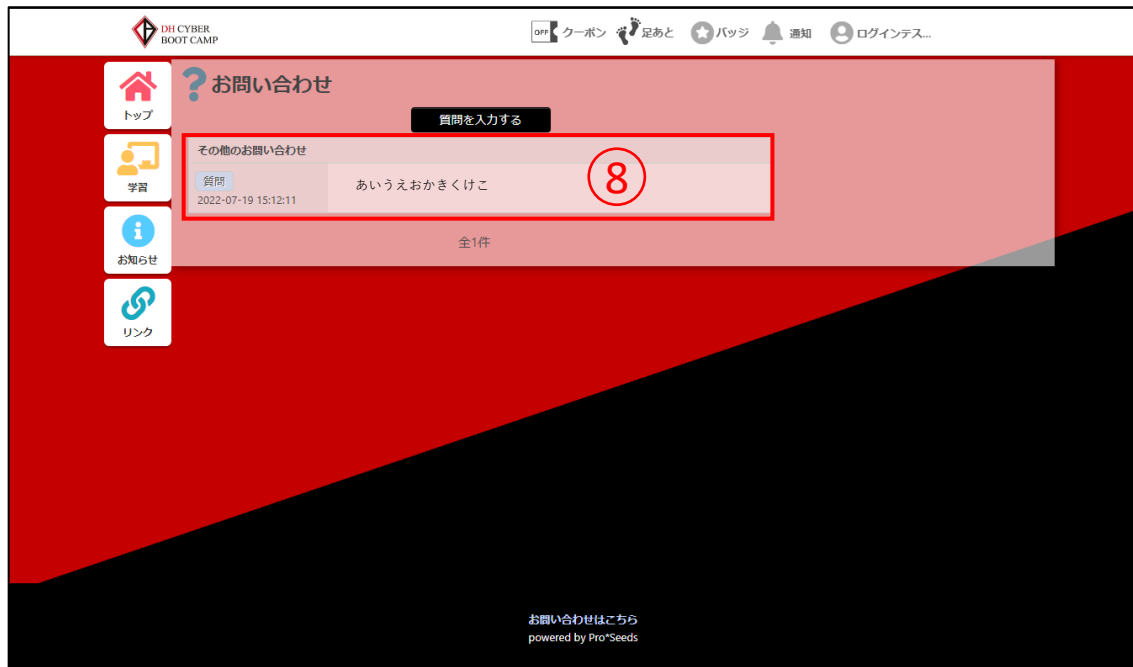 DH CYBER
BOOT CAMP
OFF クーポン 足あと バッジ 通知 ログインテス...
お問い合わせ
トップ
質問を入力する
その他のお問い合わせ
学習
質問
あいうえおかきくけこ
⑧
2022-07-19 15:12:11
全1件
お知らせ
リンク
お問い合わせはこちら
powered by Pro*Seeds